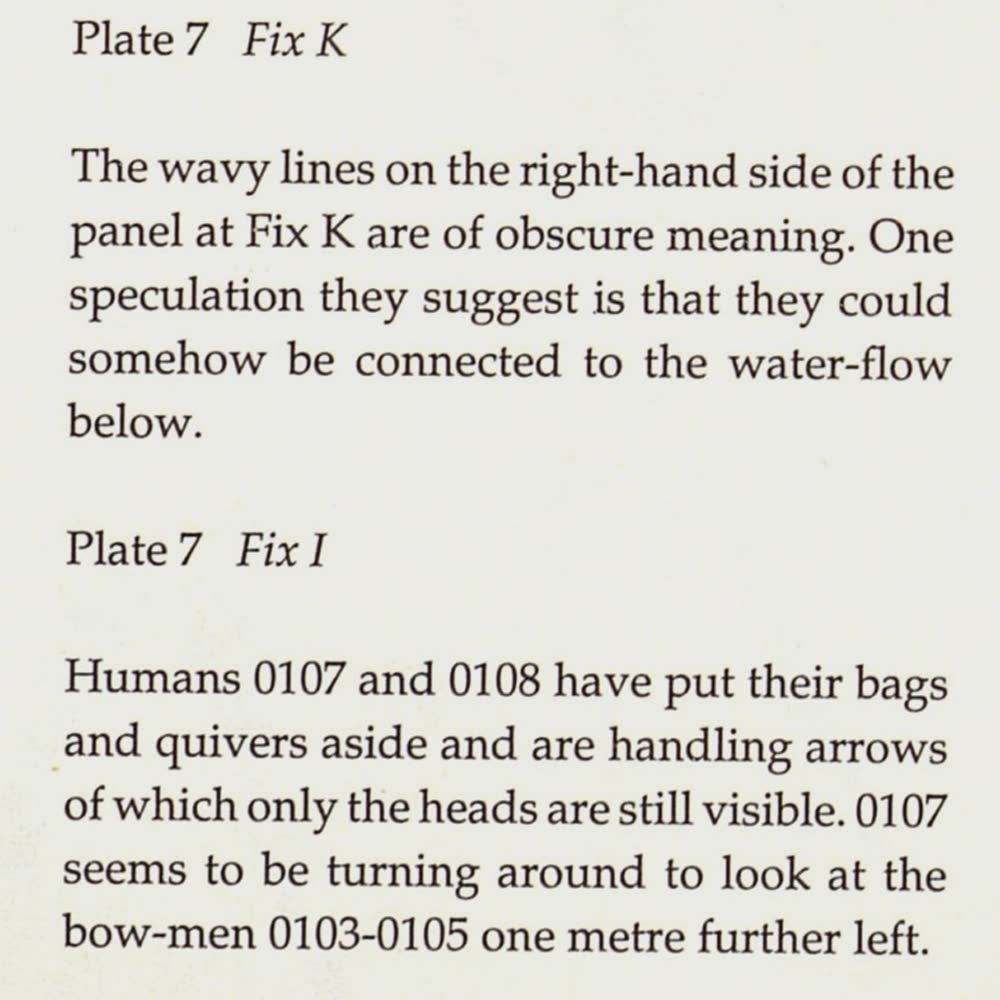 Plate 7 Fix K
The wavy lines on the right-hand side of the
panel at Fix K are of obscure meaning. One
speculation they suggest is that they could
somehow be connected to the water-flow
below.
Plate 7 Fix I
Humans 0107 and 0108 have put their bags
and quivers aside and are handling arrows
of which only the heads are still visible. 0107
seems to be turning around to look at the
bow-men 0103-0105 one metre further left.